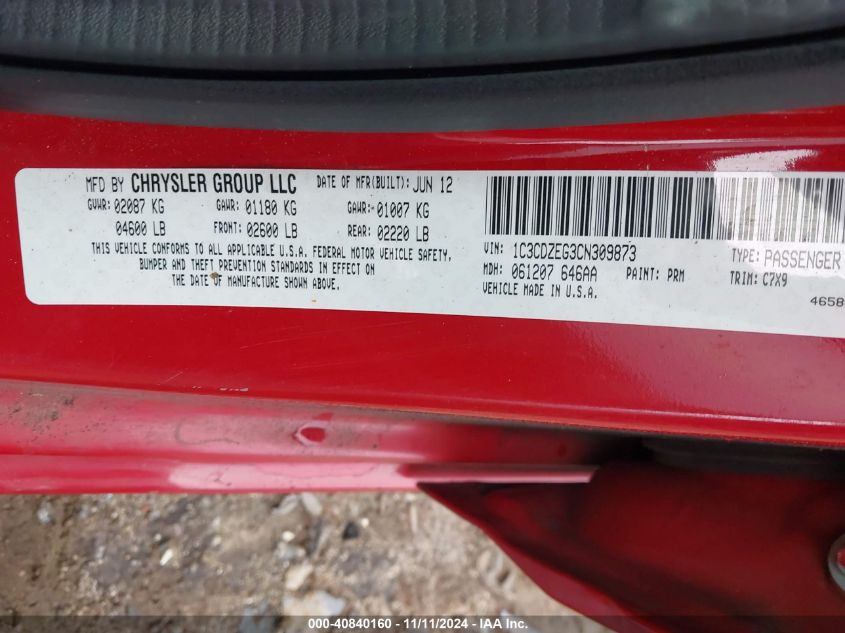 MFD BY CHRYSLER GROUP LLC DATE OF MFR(BUILT): JUN 12
GVWR: 02087 KG GAWR: 01180 KG GAWR: 01007 KG
04600 LB FRONT: 02600 LB REAR: 02220 LB
THIS VEHICLE CONFORMS TO ALL APPLICABLE U.S.A. FEDERAL MOTOR VEHICLE SAFETY,
BUMPER AND THEFT PREVENTION STANDARDS IN EFFECT ON
THE DATE OF MANUFACTURE SHOWN ABOVE.
VIN: 1C3CDZEG3CN309873 TYPE: PASSENGER
MDH: 061207 646AA PAINT: PRM TRIM: C7X9
VEHICLE MADE IN U.S.A.
4658
000-40840160 - 11/11/2024 - IAAI.COM